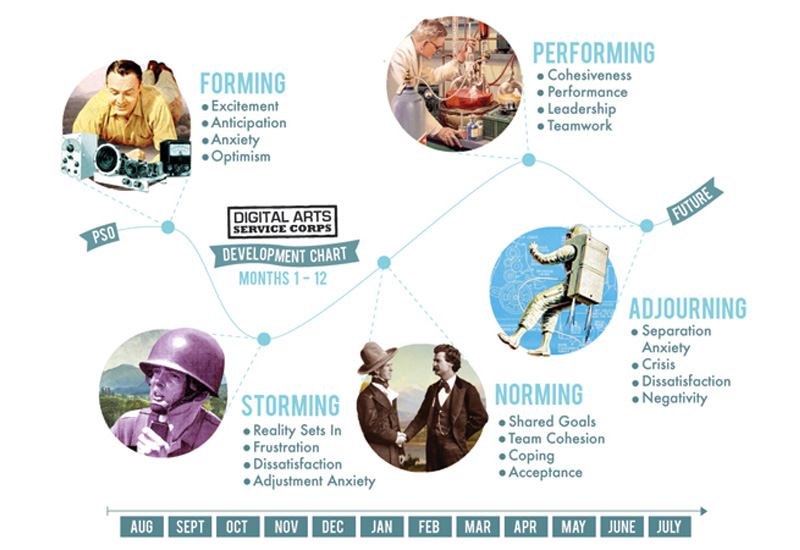 FORMING
• Excitement
• Anticipation
• Anxiety
• Optimism
PERFORMING
• Cohesiveness
• Performance
• Leadership
• Teamwork
PSO
DIGITAL ARTS
SERVICE CORPS
DEVELOPMENT CHART
MONTHS 1 - 12
FUTURE
STORMING
• Reality Sets In
• Frustration
• Dissatisfaction
• Adjustment Anxiety
NORMING
• Shared Goals
• Team Cohesion
• Coping
• Acceptance
ADJOURNING
• Separation
Anxiety
• Crisis
• Dissatisfaction
• Negativity
AUG SEPT OCT NOV DEC JAN FEB MAR APR MAY JUNE JULY